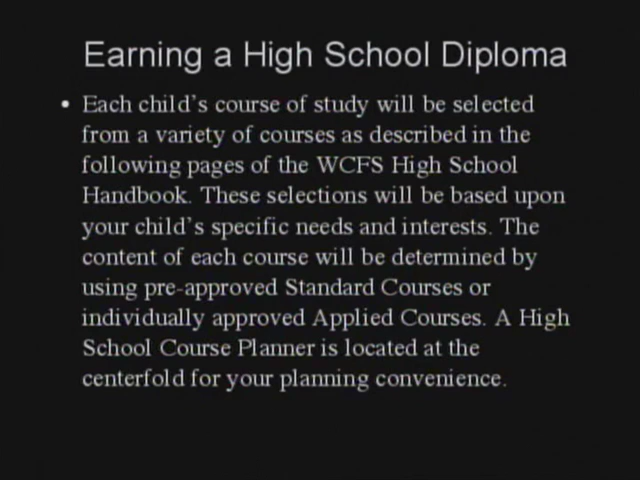 Earning a High School Diploma
• Each child's course of study will be selected
from a variety of courses as described in the
following pages of the WCFS High School
Handbook. These selections will be based upon
your child's specific needs and interests. The
content of each course will be determined by
using pre-approved Standard Courses or
individually approved Applied Courses. A High
School Course Planner is located at the
centerfold for your planning convenience.